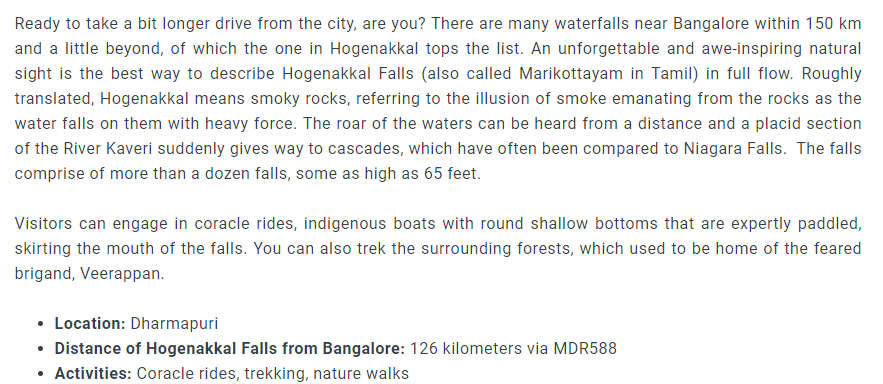 Ready to take a bit longer drive from the city, are you? There are many waterfalls near Bangalore within 150 km
and a little beyond, of which the one in Hogenakkal tops the list. An unforgettable and awe-inspiring natural
sight is the best way to describe Hogenakkal Falls (also called Marikottayam in Tamil) in full flow. Roughly
translated, Hogenakkal means smoky rocks, referring to the illusion of smoke emanating from the rocks as the
water falls on them with heavy force. The roar of the waters can be heard from a distance and a placid section
of the River Kaveri suddenly gives way to cascades, which have often been compared to Niagara Falls.  The falls
comprise of more than a dozen falls, some as high as 65 feet.
Visitors can engage in coracle rides, indigenous boats with round shallow bottoms that are expertly paddled,
skirting the mouth of the falls. You can also trek the surrounding forests, which used to be home of the feared
brigand, Veerappan.
• Location: Dharmapuri
• Distance of Hogenakkal Falls from Bangalore: 126 kilometers via MDR588
• Activities: Coracle rides, trekking, nature walks